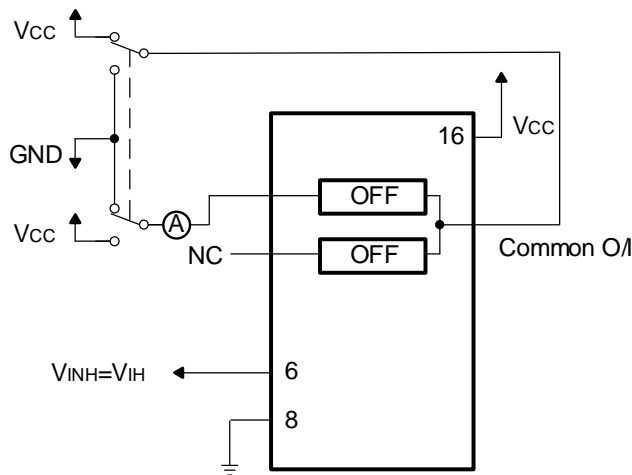 VCC
16
VCC
GND
OFF
VCC
A
NC
OFF
Common O/I
VINH=VIH
6
8